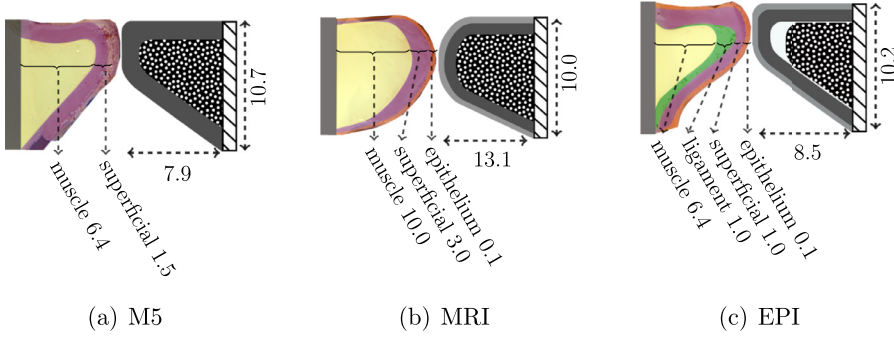 10.7
7.9
muscle 6.4
superficial 1.5
(a) M5
10.0
13.1
muscle 10.0
superficial 3.0
epithelium 0.1
(b) MRI
10.2
8.5
muscle 6.4
ligament 1.0
superficial 1.0
epithelium 0.1
(c) EPI